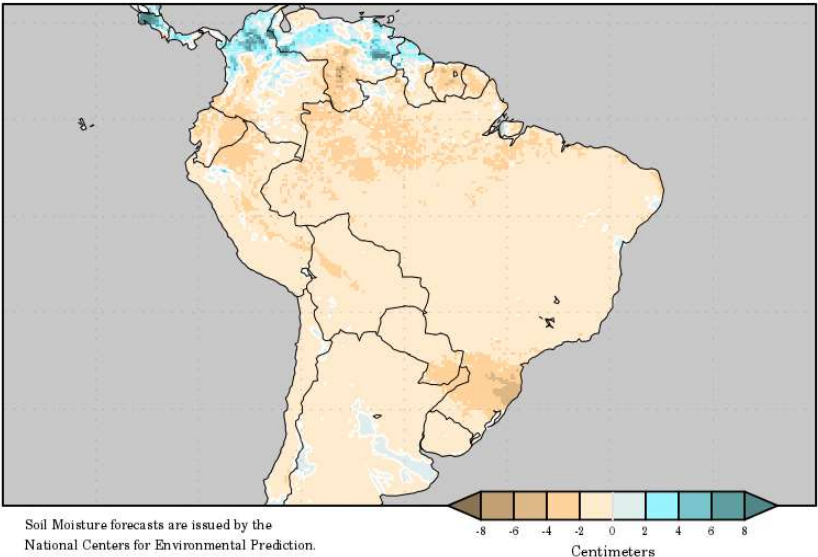 Soil Moisture forecasts are issued by the
National Centers for Environmental Prediction.
-8 -6 -4 -2 0 2 4 6 8
Centimeters